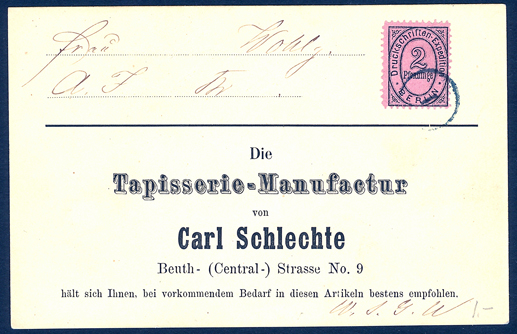 Frau Wohlg.
Druckschriften-Expedition
2
Pfennige
BERLIN
Die
Tapisserie-Manufactur
von
Carl Schlechte
Beuth- (Central-) Strasse No. 9
hält sich Ihnen, bei vorkommendem Bedarf in diesen Artikeln bestens empfohlen.